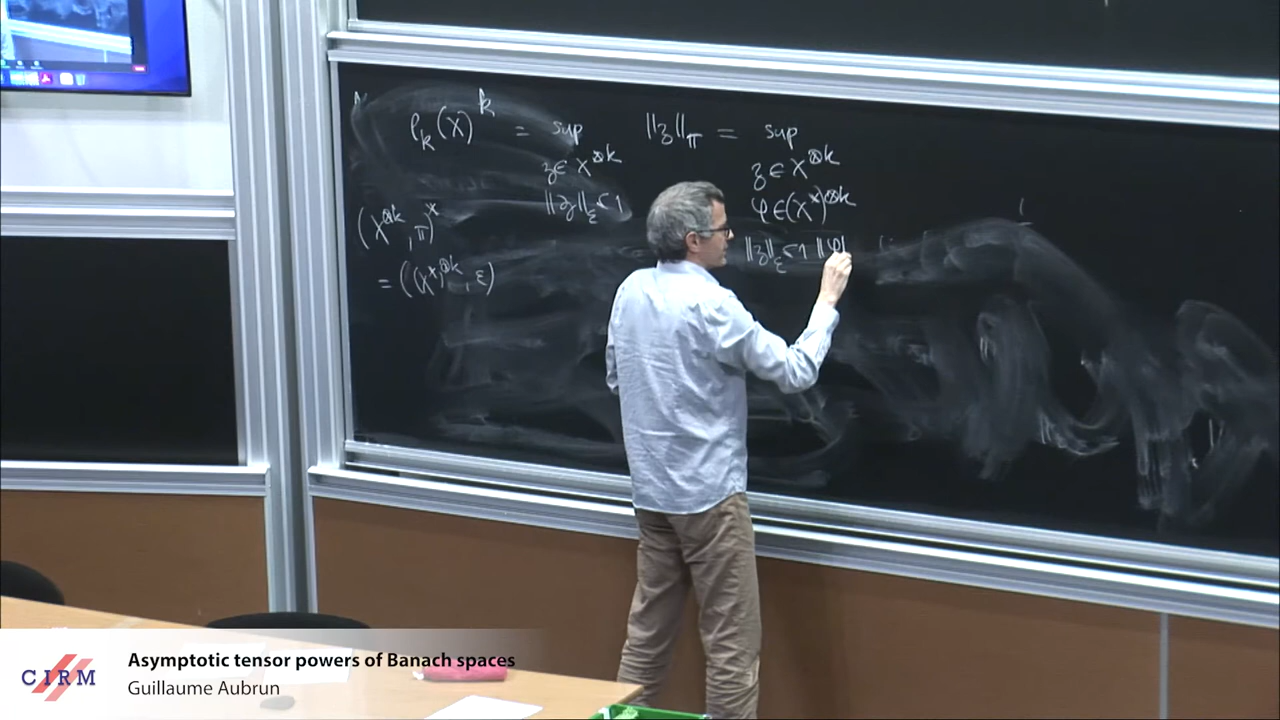 ρ_k(X)^k = sup ‖z‖_π = sup
z∈X^{⊗k} z∈X^{⊗k}
‖z‖_ε≤1 φ∈(X*)^{⊗k}
(X^{⊗k}, π)* ‖z‖_ε≤1 ‖φ‖
= ((X*)^{⊗k}, ε)
CIRM
Asymptotic tensor powers of Banach spaces
Guillaume Aubrun